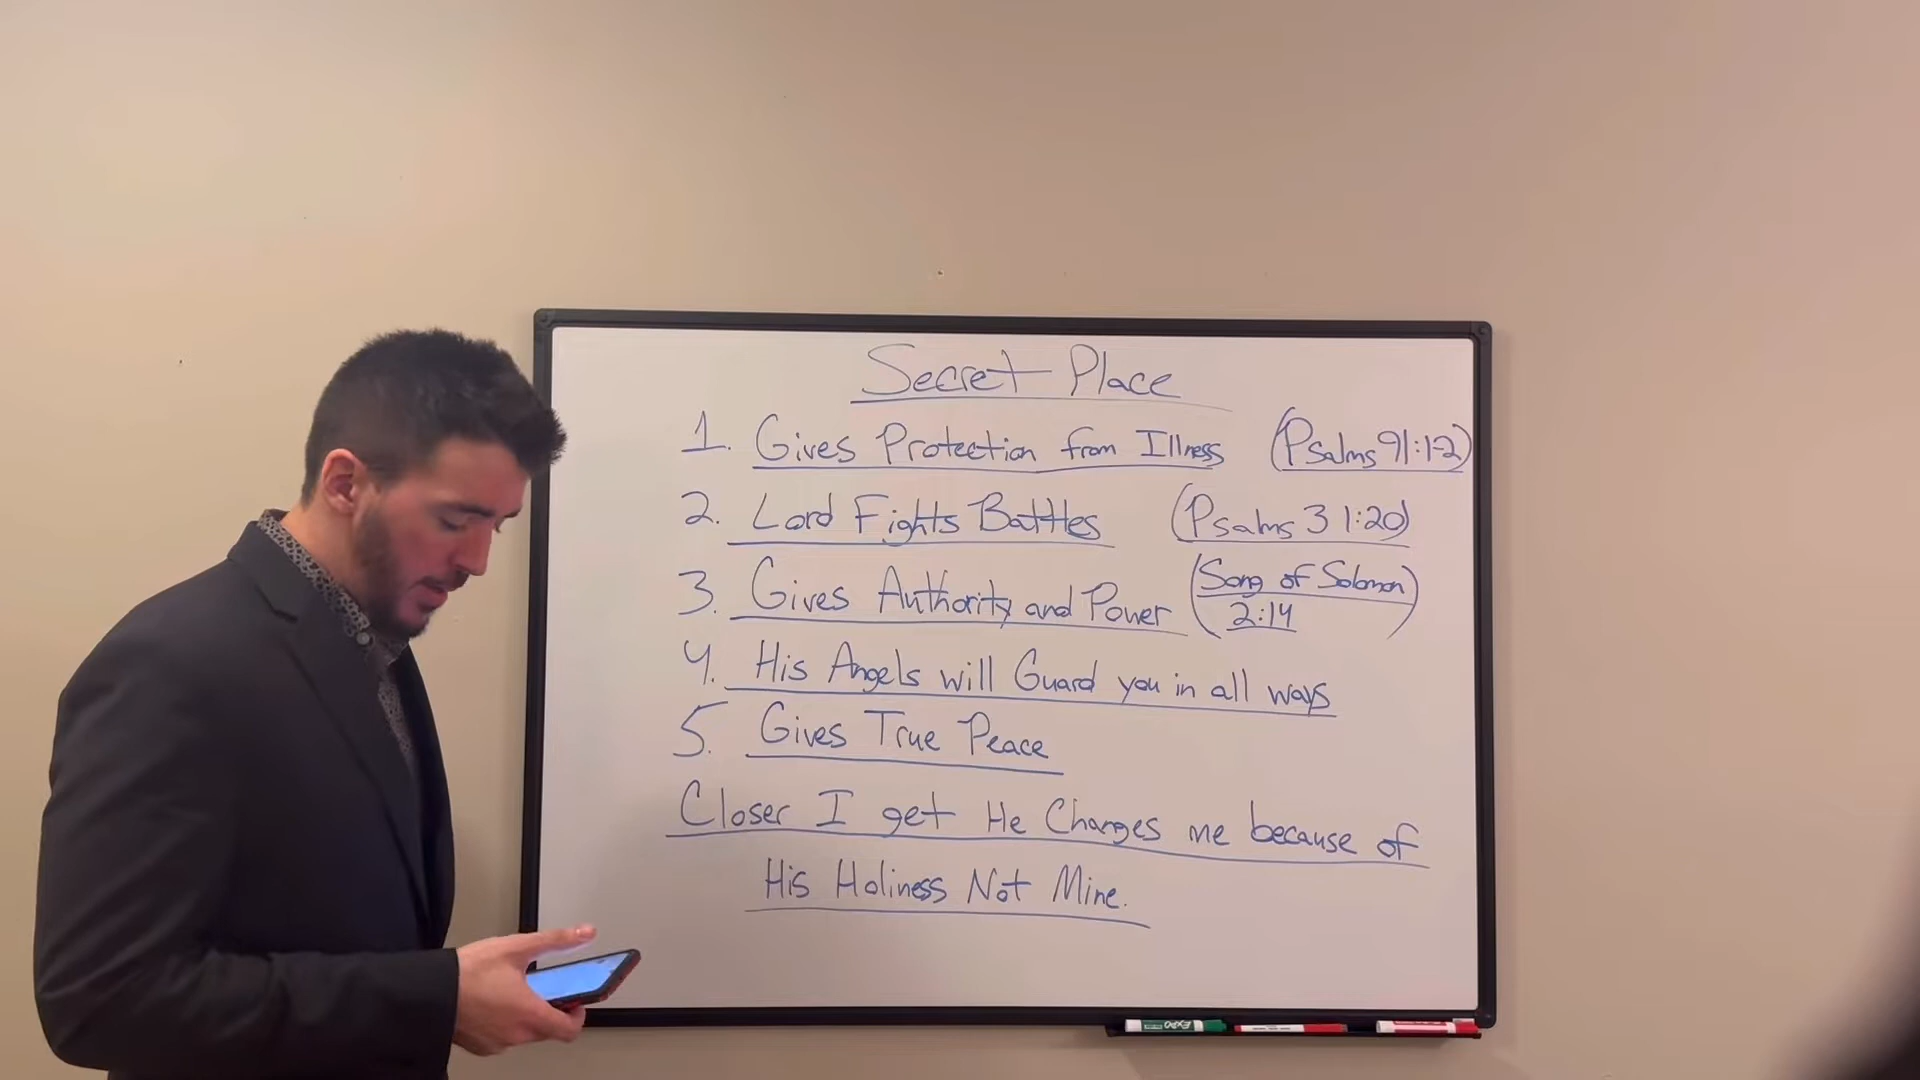 Secret Place
1. Gives Protection from Illness (Psalms 91:1-2)
2. Lord Fights Battles (Psalms 31:20)
3. Gives Authority and Power (Song of Solomon 2:14)
4. His Angels will Guard you in all ways
5. Gives True Peace
Closer I get He Changes me because of
His Holiness Not Mine.
EXPO